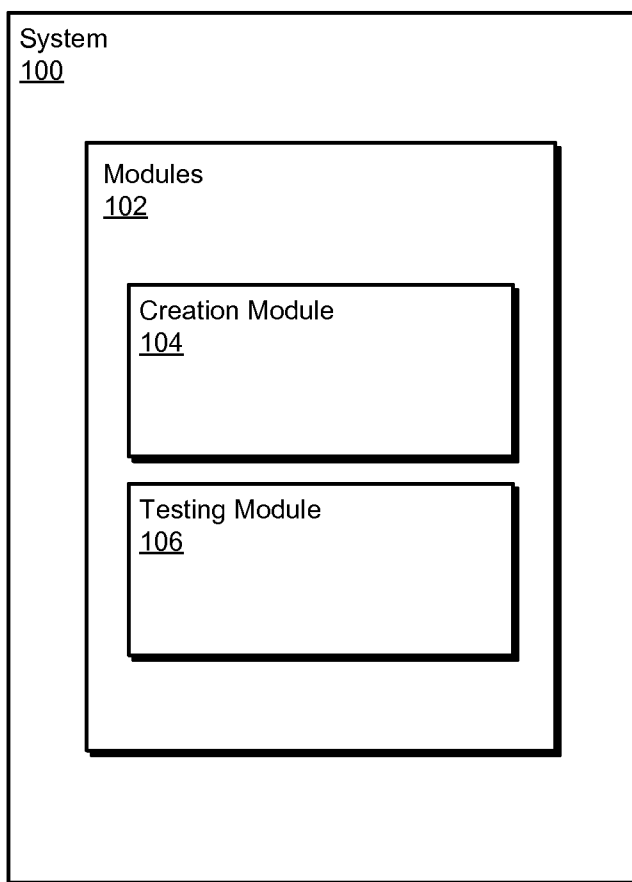 System
100
Modules
102
Creation Module
104
Testing Module
106